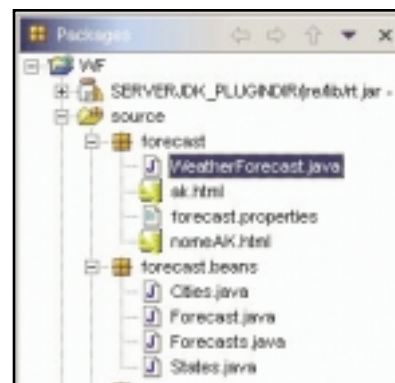 Packages
WF
SERVERJDK_PLUGINDIR/jre/lib/rt.jar -
source
forecast
WeatherForecast.java
ak.html
forecast.properties
nomeAK.html
forecast.beans
Cities.java
Forecast.java
Forecasts.java
States.java